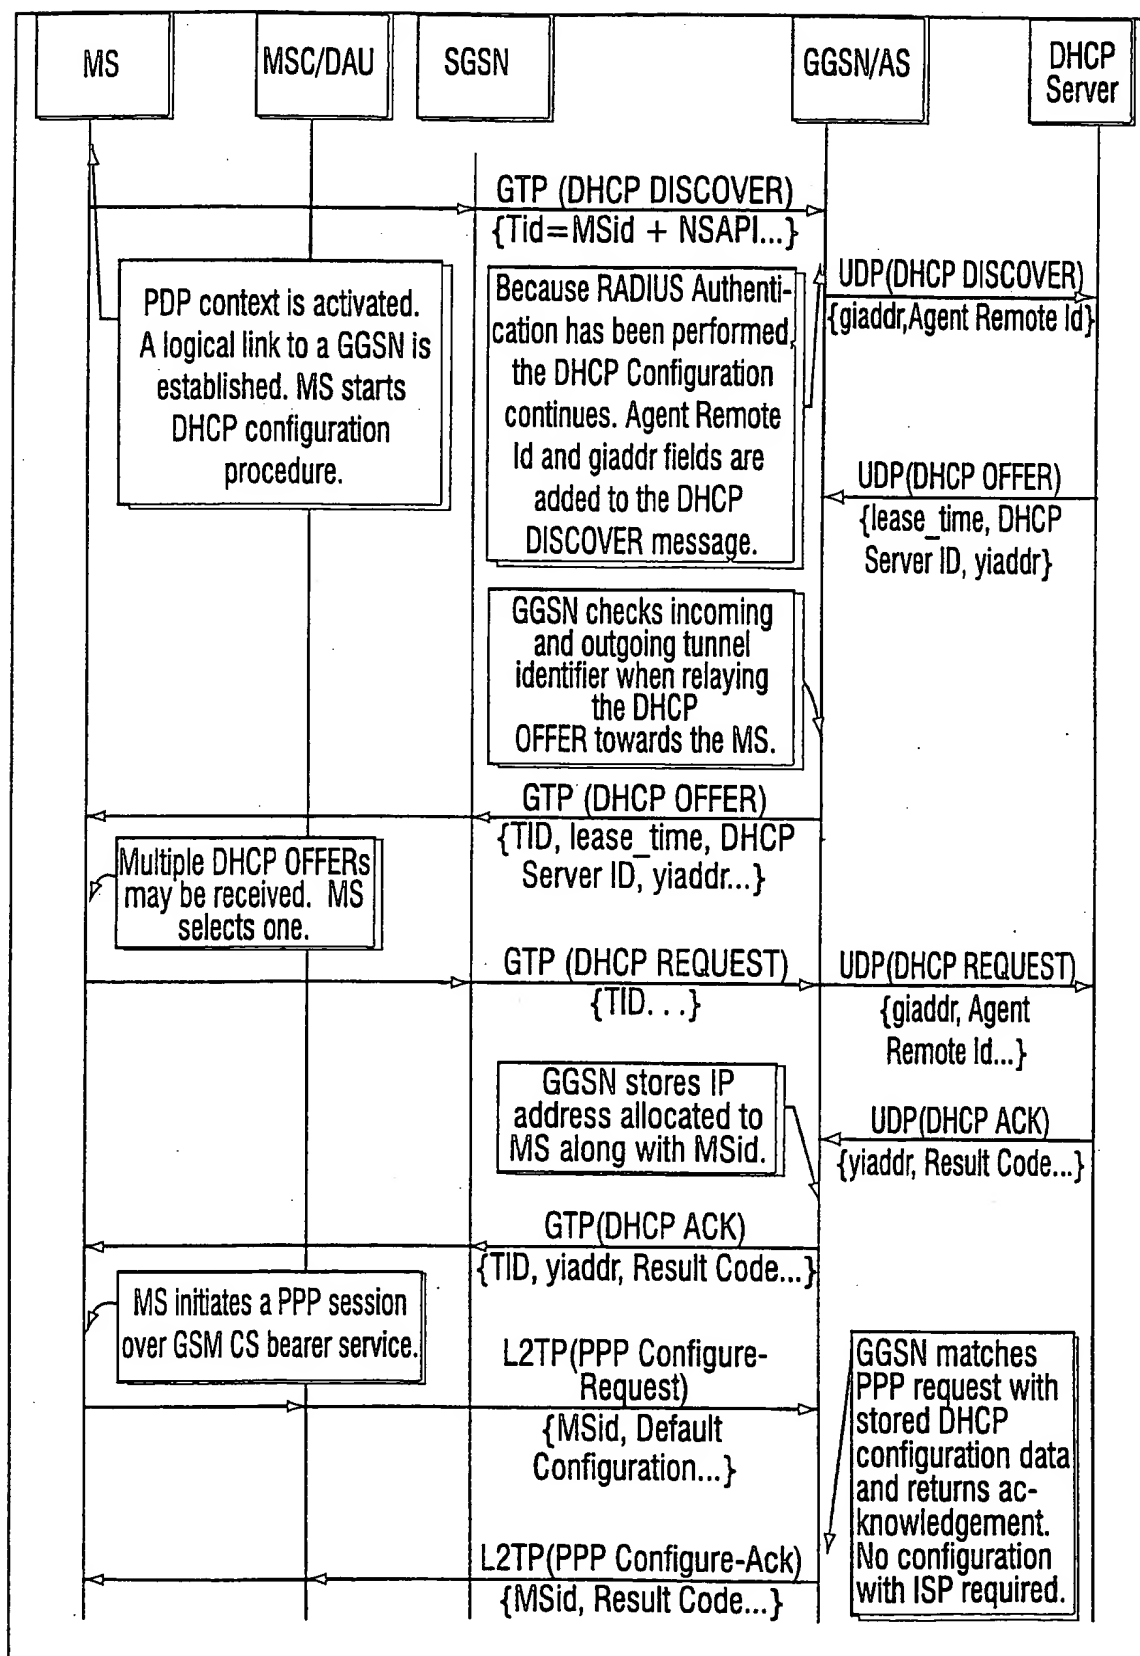 MS
MSC/DAU
SGSN
GGSN/AS
DHCP
Server
GTP (DHCP DISCOVER)
{Tid=MSid + NSAPI...}
PDP context is activated.
A logical link to a GGSN is
established. MS starts
DHCP configuration
procedure.
Because RADIUS Authenti-
cation has been performed,
the DHCP Configuration
continues. Agent Remote
Id and giaddr fields are
added to the DHCP
DISCOVER message.
UDP(DHCP DISCOVER)
{giaddr,Agent Remote Id}
UDP(DHCP OFFER)
{lease_time, DHCP
Server ID, yiaddr}
GGSN checks incoming
and outgoing tunnel
identifier when relaying
the DHCP
OFFER towards the MS.
GTP (DHCP OFFER)
{TID, lease_time, DHCP
Server ID, yiaddr...}
Multiple DHCP OFFERs
may be received. MS
selects one.
GTP (DHCP REQUEST)
{TID. . .}
UDP(DHCP REQUEST)
{giaddr, Agent
Remote Id...}
GGSN stores IP
address allocated to
MS along with MSid.
UDP(DHCP ACK)
{yiaddr, Result Code...}
GTP(DHCP ACK)
{TID, yiaddr, Result Code...}
MS initiates a PPP session
over GSM CS bearer service.
L2TP(PPP Configure-
Request)
{MSid, Default
Configuration...}
GGSN matches
PPP request with
stored DHCP
configuration data
and returns ac-
knowledgement.
No configuration
with ISP required.
L2TP(PPP Configure-Ack)
{MSid, Result Code...}